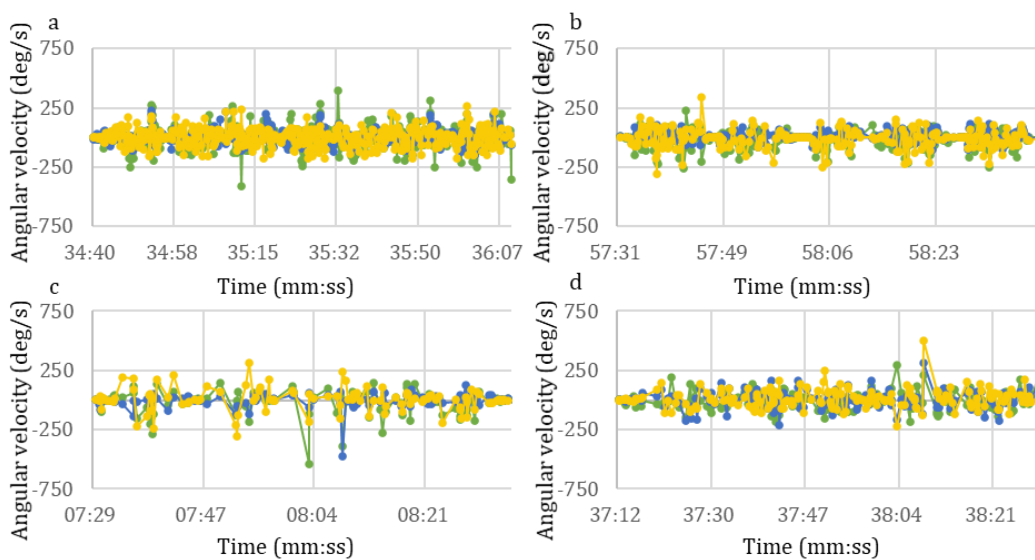 a
Angular velocity (deg/s)
750
250
-250
-750
34:40 34:58 35:15 35:32 35:50 36:07
Time (mm:ss)
b
Angular velocity (deg/s)
750
250
-250
-750
57:31 57:49 58:06 58:23
Time (mm:ss)
c
Angular velocity (deg/s)
750
250
-250
-750
07:29 07:47 08:04 08:21
Time (mm:ss)
d
Angular velocity (deg/s)
750
250
-250
-750
37:12 37:30 37:47 38:04 38:21
Time (mm:ss)